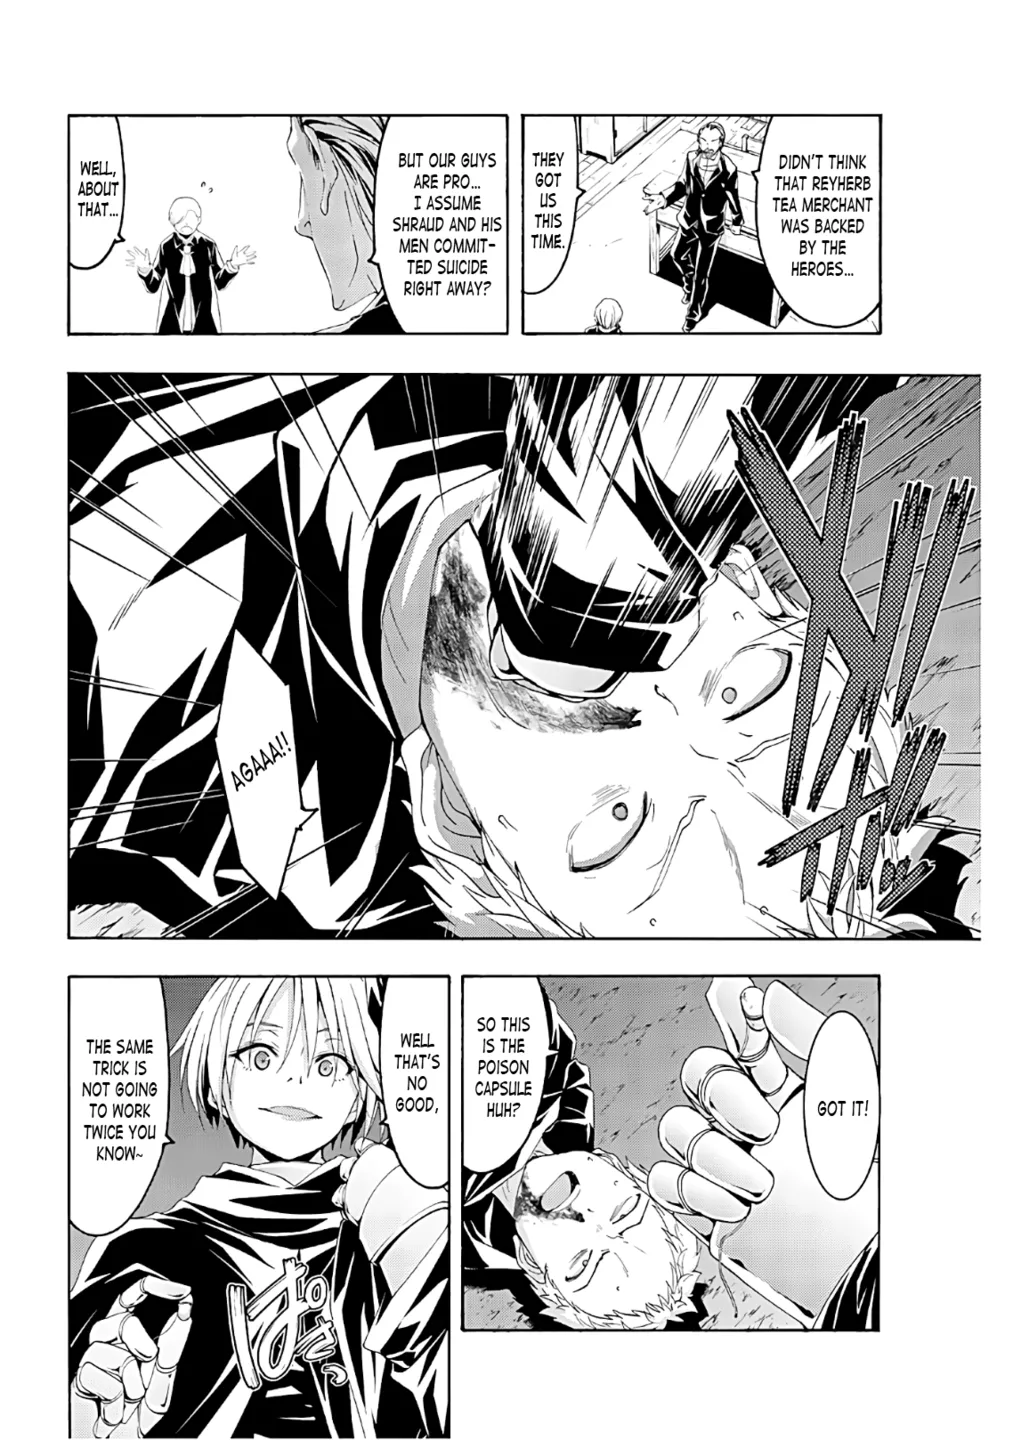 DIDN'T THINK
THAT REYHERB
TEA MERCHANT
WAS BACKED
BY THE
HEROES...
THEY
GOT
US
THIS
TIME.
BUT OUR GUYS
ARE PRO...
I ASSUME
SHRAUD AND HIS
MEN COMMIT-
TED SUICIDE
RIGHT AWAY?
WELL,
ABOUT
THAT...
AGAAA!!
GOT IT!
SO THIS
IS THE
POISON
CAPSULE
HUH?
WELL
THAT'S
NO
GOOD,
THE SAME
TRICK IS
NOT GOING
TO WORK
TWICE YOU
KNOW~
ぱさっ